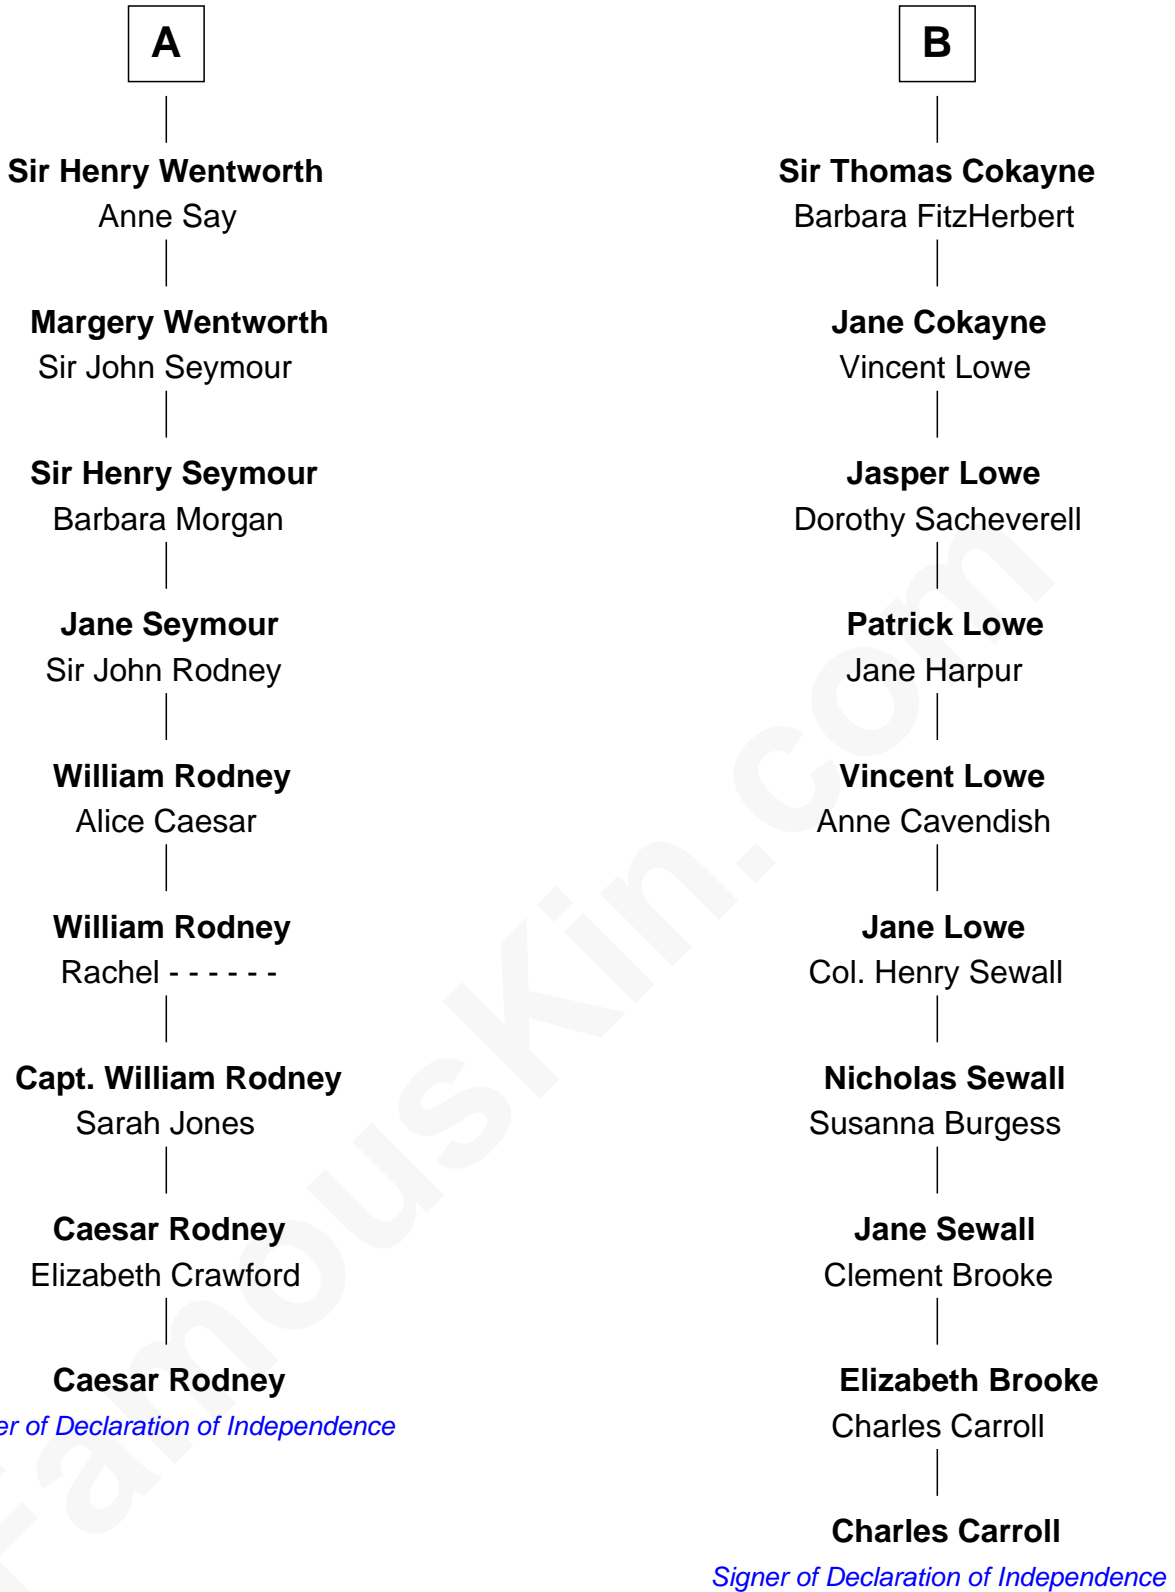 A
Sir Henry Wentworth
Anne Say
Margery Wentworth
Sir John Seymour
Sir Henry Seymour
Barbara Morgan
Jane Seymour
Sir John Rodney
William Rodney
Alice Caesar
William Rodney
Rachel - - - - - -
Capt. William Rodney
Sarah Jones
Caesar Rodney
Elizabeth Crawford
Caesar Rodney
er of Declaration of Independence
B
Sir Thomas Cokayne
Barbara FitzHerbert
Jane Cokayne
Vincent Lowe
Jasper Lowe
Dorothy Sacheverell
Patrick Lowe
Jane Harpur
Vincent Lowe
Anne Cavendish
Jane Lowe
Col. Henry Sewall
Nicholas Sewall
Susanna Burgess
Jane Sewall
Clement Brooke
Elizabeth Brooke
Charles Carroll
Charles Carroll
Signer of Declaration of Independence
FamousKin.com